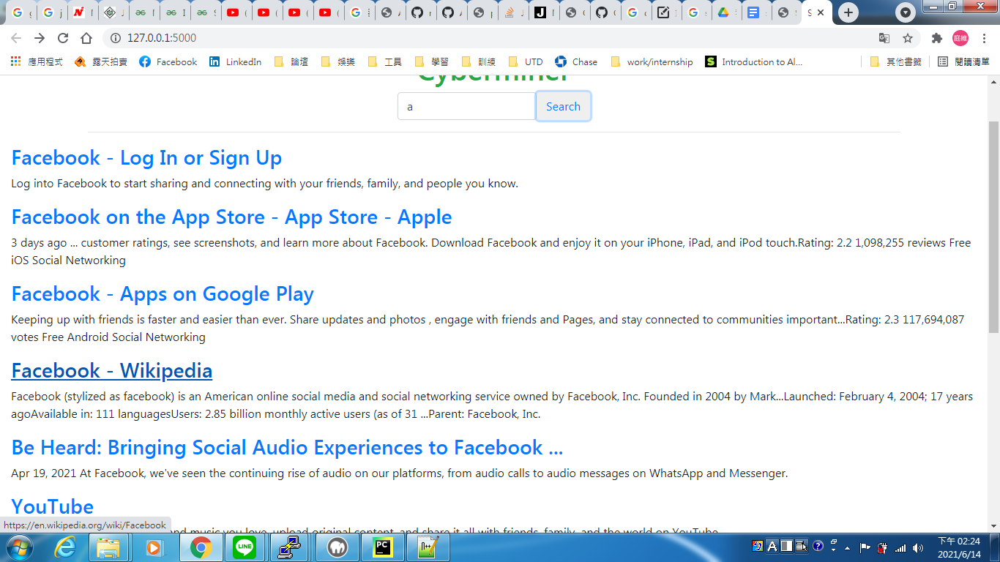 127.0.0.1:5000
應用程式 露天拍賣 Facebook LinkedIn 論壇 娛樂 工具 學習 訓練 UTD Chase work/internship Introduction to Al... 其他書籤 閱讀清單
Cyberminer
a Search
Facebook - Log In or Sign Up
Log into Facebook to start sharing and connecting with your friends, family, and people you know.
Facebook on the App Store - App Store - Apple
3 days ago ... customer ratings, see screenshots, and learn more about Facebook. Download Facebook and enjoy it on your iPhone, iPad, and iPod touch.Rating: 2.2 1,098,255 reviews Free
iOS Social Networking
Facebook - Apps on Google Play
Keeping up with friends is faster and easier than ever. Share updates and photos , engage with friends and Pages, and stay connected to communities important...Rating: 2.3 117,694,087
votes Free Android Social Networking
Facebook - Wikipedia
Facebook (stylized as facebook) is an American online social media and social networking service owned by Facebook, Inc. Founded in 2004 by Mark...Launched: February 4, 2004; 17 years
agoAvailable in: 111 languagesUsers: 2.85 billion monthly active users (as of 31 ...Parent: Facebook, Inc.
Be Heard: Bringing Social Audio Experiences to Facebook ...
Apr 19, 2021 At Facebook, we've seen the continuing rise of audio on our platforms, from audio calls to audio messages on WhatsApp and Messenger.
YouTube
and music you love, upload original content, and share it all with friends, family, and the world on YouTube.
https://en.wikipedia.org/wiki/Facebook
LINE
PC
下午 02:24
2021/6/14